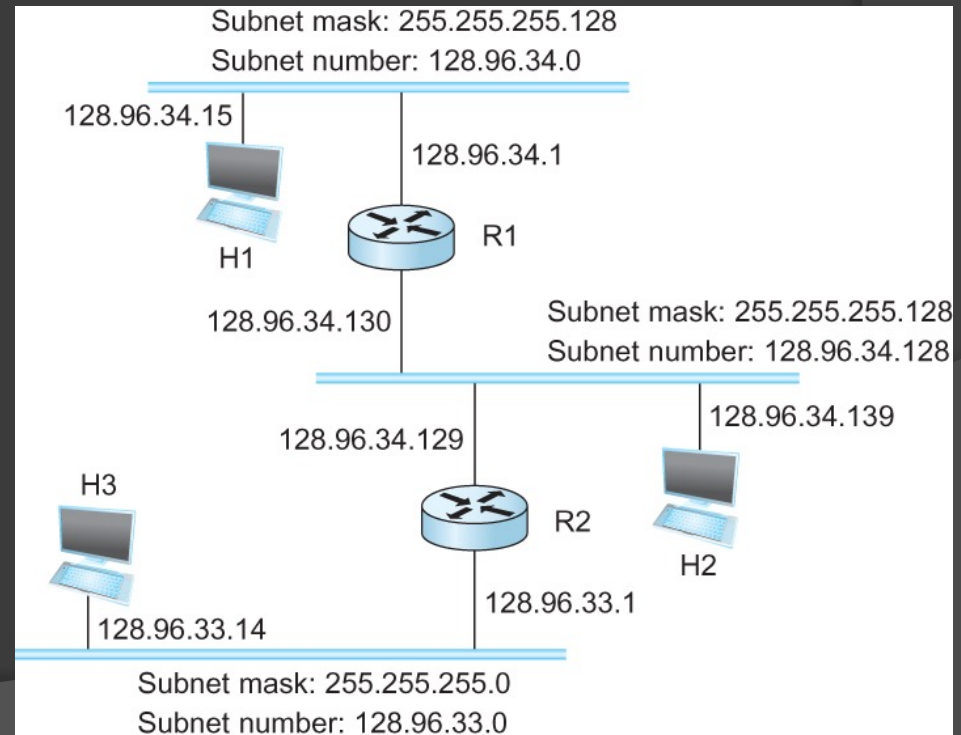 Subnet mask: 255.255.255.128
Subnet number: 128.96.34.0
128.96.34.15
128.96.34.1
R1
H1
128.96.34.130
Subnet mask: 255.255.255.128
Subnet number: 128.96.34.128
128.96.34.139
128.96.34.129
H3
R2
H2
128.96.33.1
128.96.33.14
Subnet mask: 255.255.255.0
Subnet number: 128.96.33.0